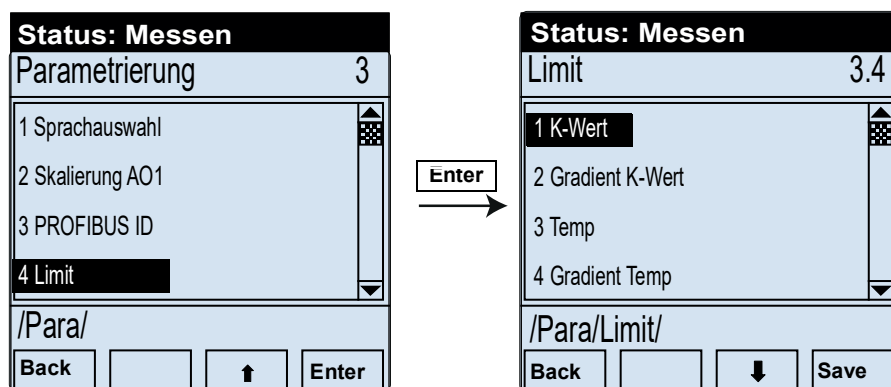 Status: Messen
Parametrierung 3
1 Sprachauswahl
2 Skalierung AO1
3 PROFIBUS ID
4 Limit
/Para/
Back ↑ Enter
Enter
Status: Messen
Limit 3.4
1 K-Wert
2 Gradient K-Wert
3 Temp
4 Gradient Temp
/Para/Limit/
Back ↓ Save